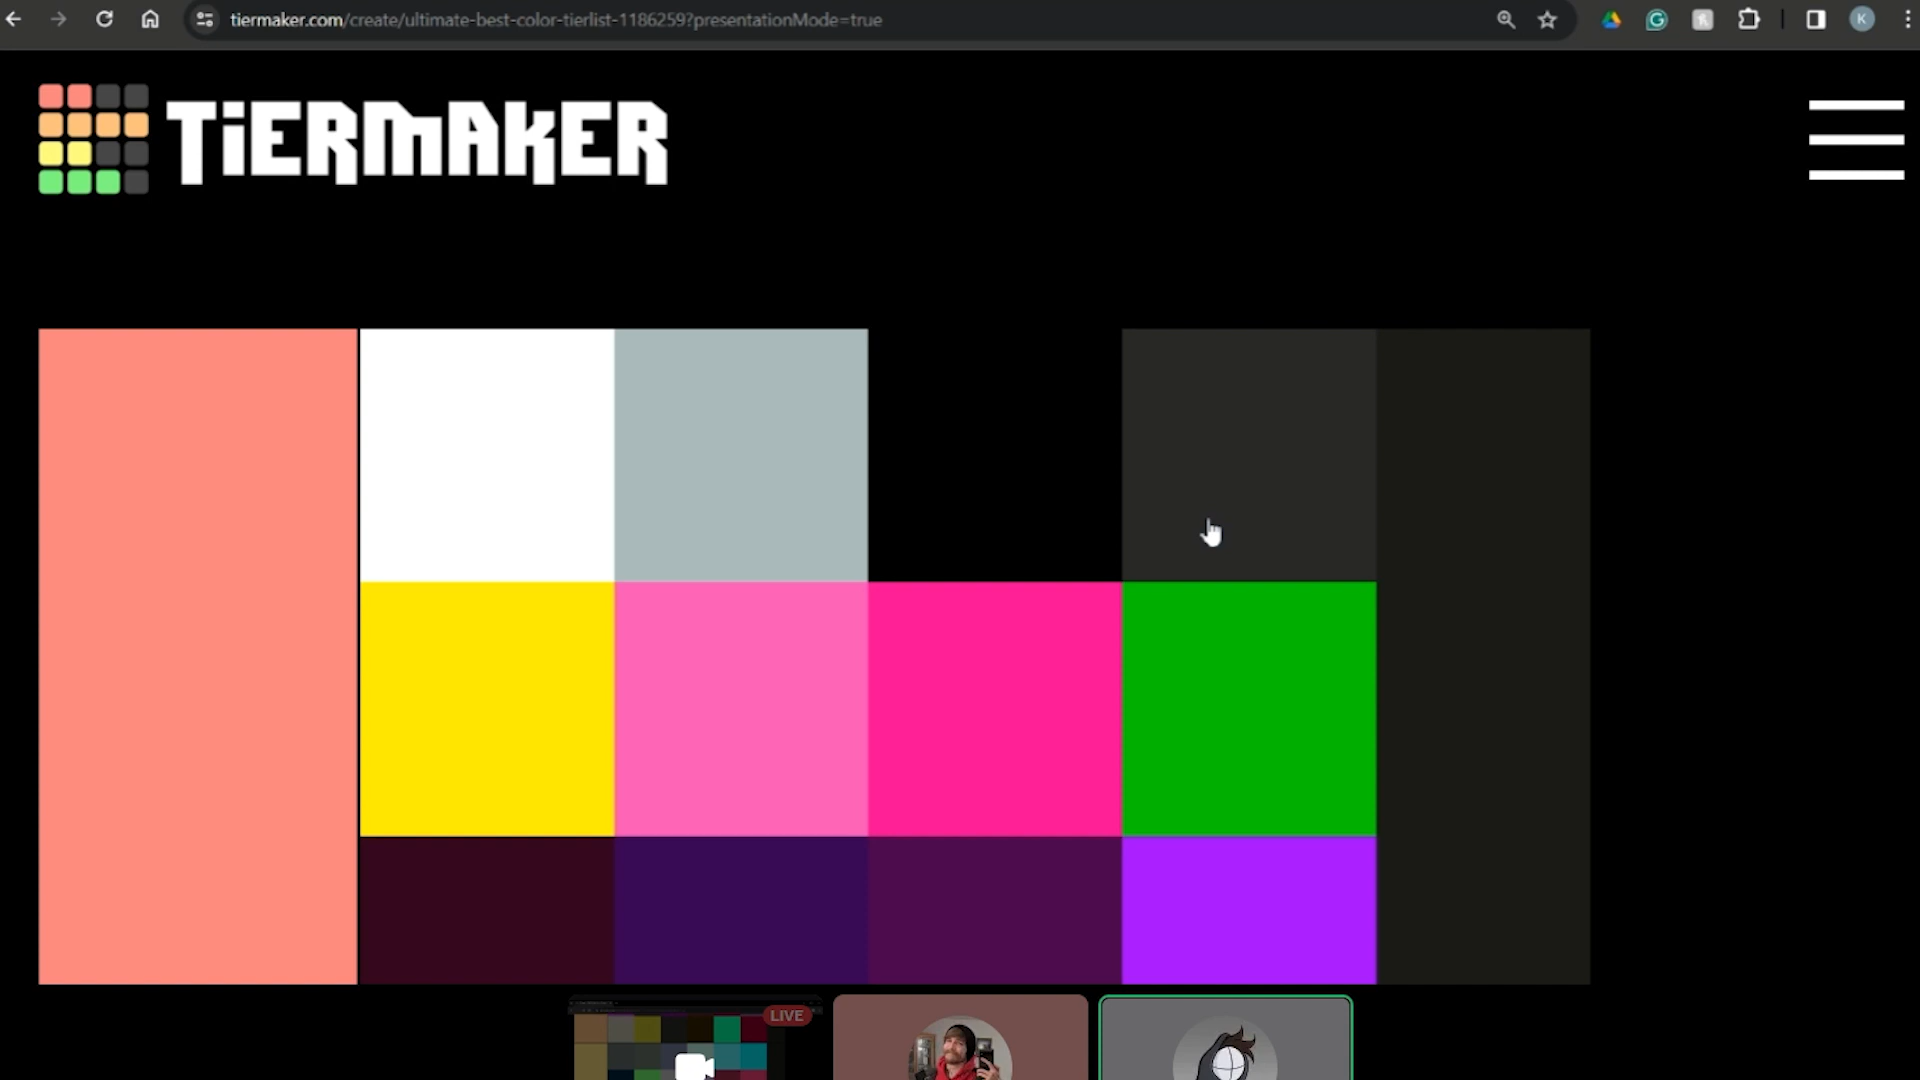 tiermaker.com/create/ultimate-best-color-tierlist-1186259?presentationMode=true
K
TiERMAKER
LIVE